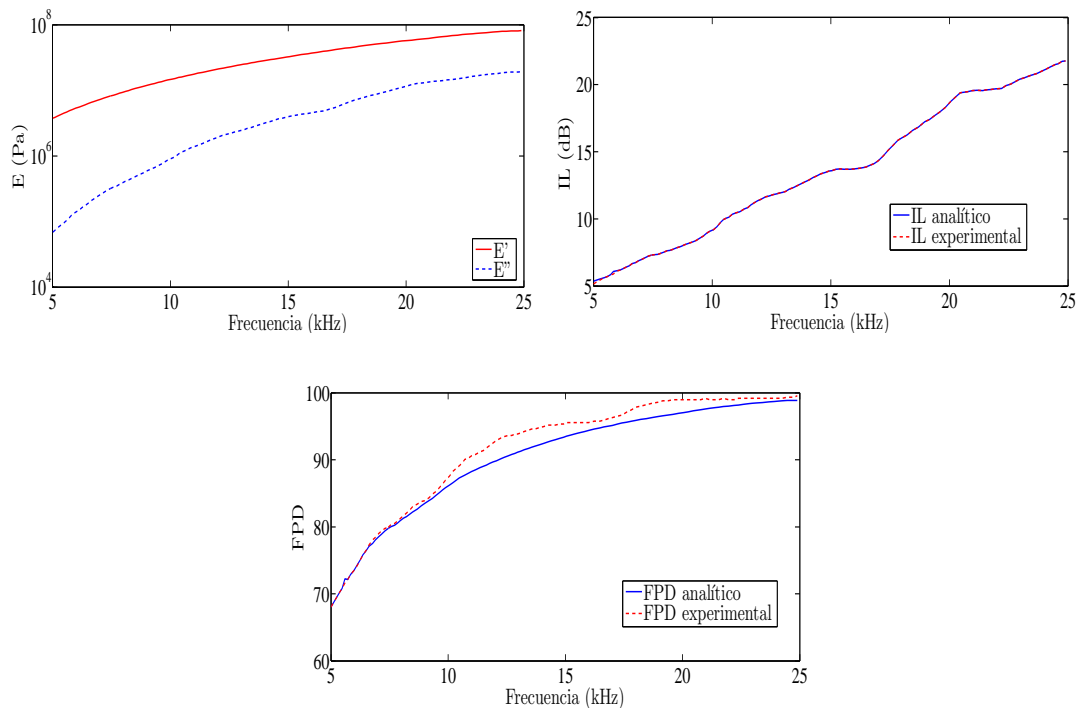 10^8
10^6
10^4
E (Pa)
5 10 15 20 25
Frecuencia (kHz)
E'
E''
25
20
15
10
5
IL (dB)
5 10 15 20 25
Frecuencia (kHz)
IL analítico
IL experimental
100
90
80
70
60
FPD
5 10 15 20 25
Frecuencia (kHz)
FPD analítico
FPD experimental